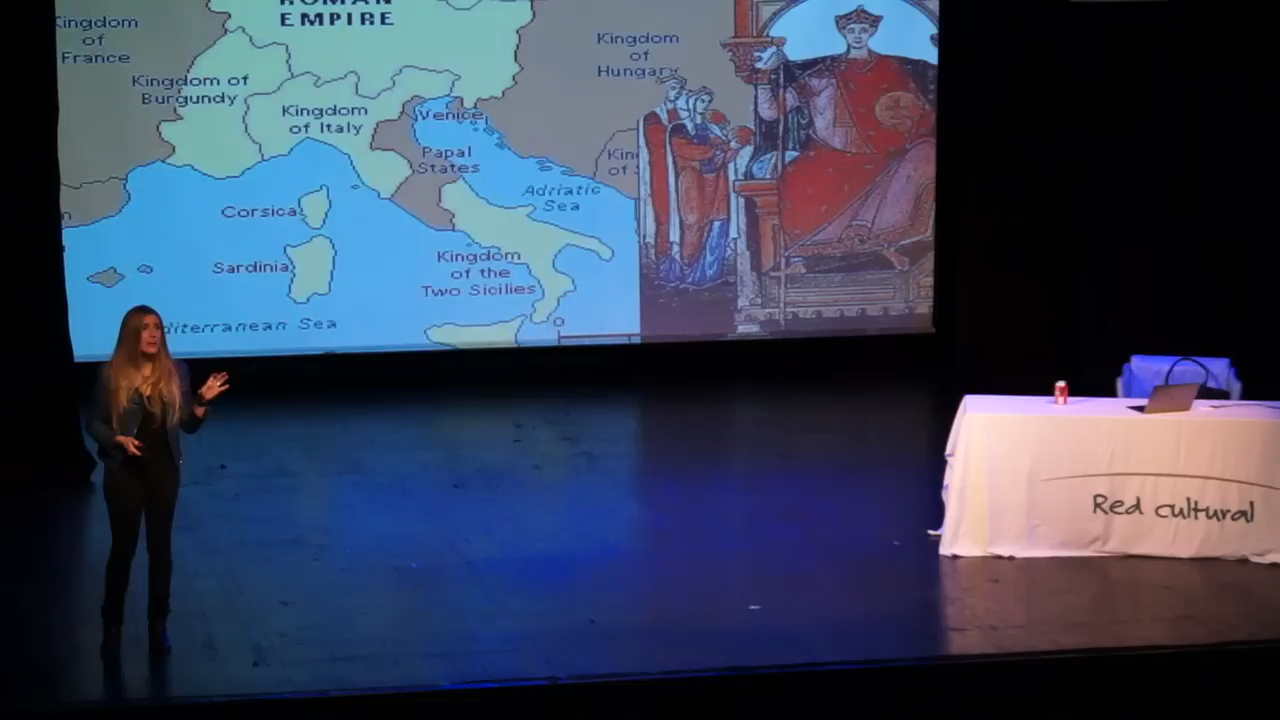 ROMAN
EMPIRE
Kingdom
of
France
Kingdom of
Burgundy
Kingdom
of Italy
Venice
Papal
States
Kingdom
of
Hungary
Adriatic
Sea
Corsica
Sardinia
Kingdom
of the
Two Sicilies
diterranean Sea
0
Red cultural